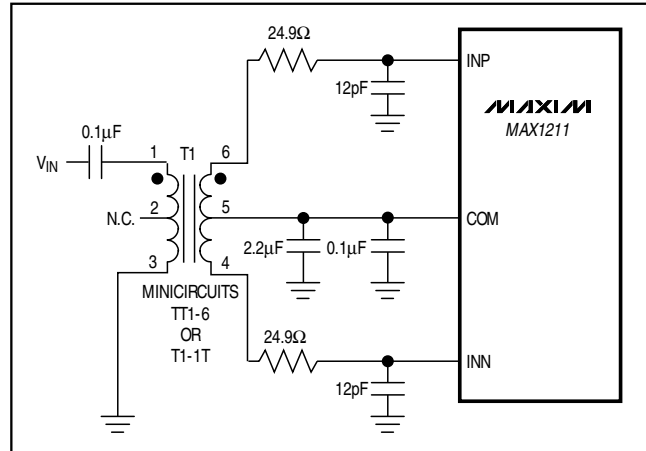 24.9Ω
INP
12pF
MAXIM
MAX1211
0.1µF
VIN
1
T1
6
N.C.
2
5
COM
2.2µF
0.1µF
3
4
MINICIRCUITS
TT1-6
OR
T1-1T
24.9Ω
INN
12pF